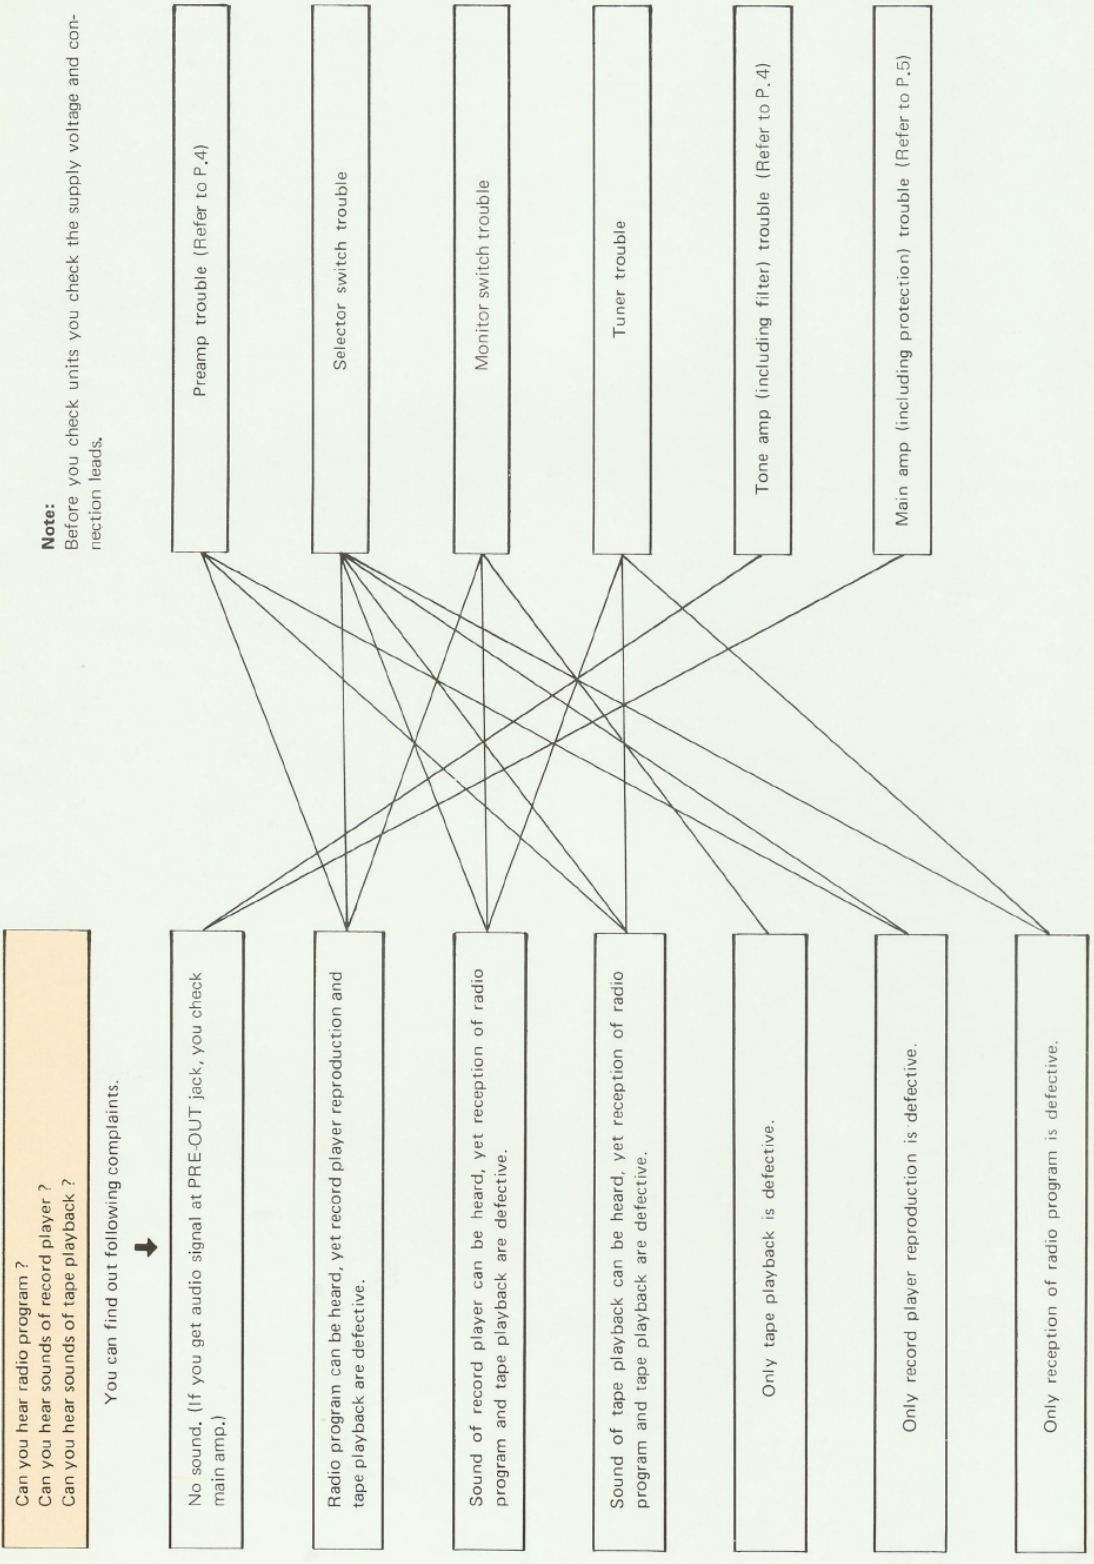 Can you hear radio program ?
Can you hear sounds of record player ?
Can you hear sounds of tape playback ?
You can find out following complaints.
No sound. (If you get audio signal at PRE-OUT jack, you check
main amp.)
Radio program can be heard, yet record player reproduction and
tape playback are defective.
Sound of record player can be heard, yet reception of radio
program and tape playback are defective.
Sound of tape playback can be heard, yet reception of radio
program and tape playback are defective.
Only tape playback is defective.
Only record player reproduction is defective.
Only reception of radio program is defective.
Note:
Before you check units you check the supply voltage and con-
nection leads.
Preamp trouble (Refer to P.4)
Selector switch trouble
Monitor switch trouble
Tuner trouble
Tone amp (including filter) trouble (Refer to P.4)
Main amp (including protection) trouble (Refer to P.5)